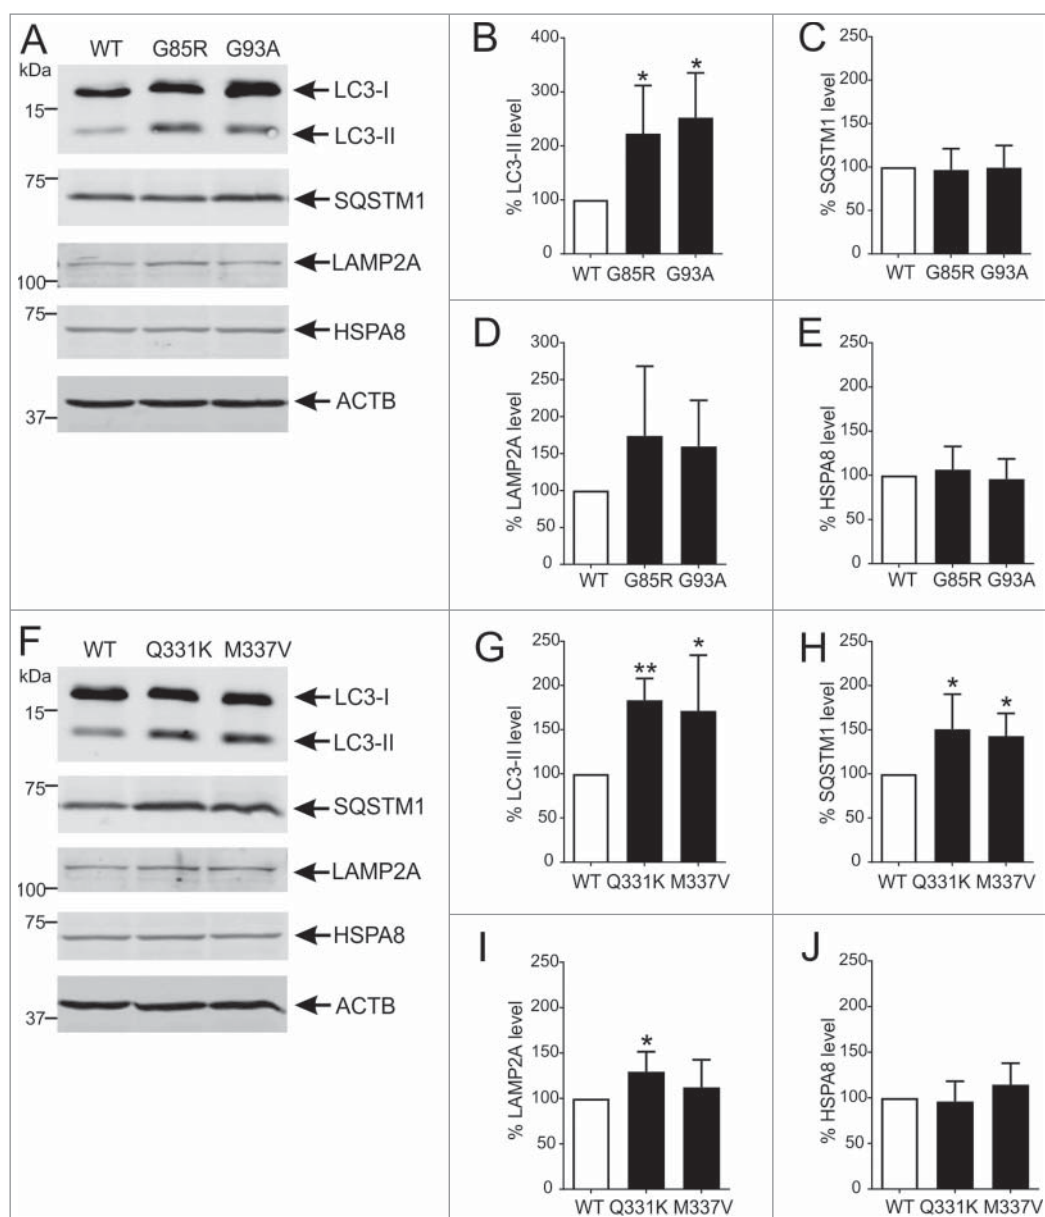 A
WT G85R G93A
kDa
15
LC3-I
LC3-II
75
SQSTM1
LAMP2A
100
75
HSPA8
ACTB
37
B
% LC3-II level
400
300
200
100
0
* *
WT G85R G93A
C
% SQSTM1 level
250
200
150
100
50
0
WT G85R G93A
D
% LAMP2A level
300
250
200
150
100
50
0
WT G85R G93A
E
% HSPA8 level
250
200
150
100
50
0
WT G85R G93A
F
WT Q331K M337V
kDa
LC3-I
15
LC3-II
75
SQSTM1
LAMP2A
100
75
HSPA8
ACTB
37
G
% LC3-II level
250
200
150
100
50
0
** *
WT Q331K M337V
H
% SQSTM1 level
250
200
150
100
50
0
* *
WT Q331K M337V
I
% LAMP2A level
250
200
150
100
50
0
*
WT Q331K M337V
J
% HSPA8 level
250
200
150
100
50
0
WT Q331K M337V